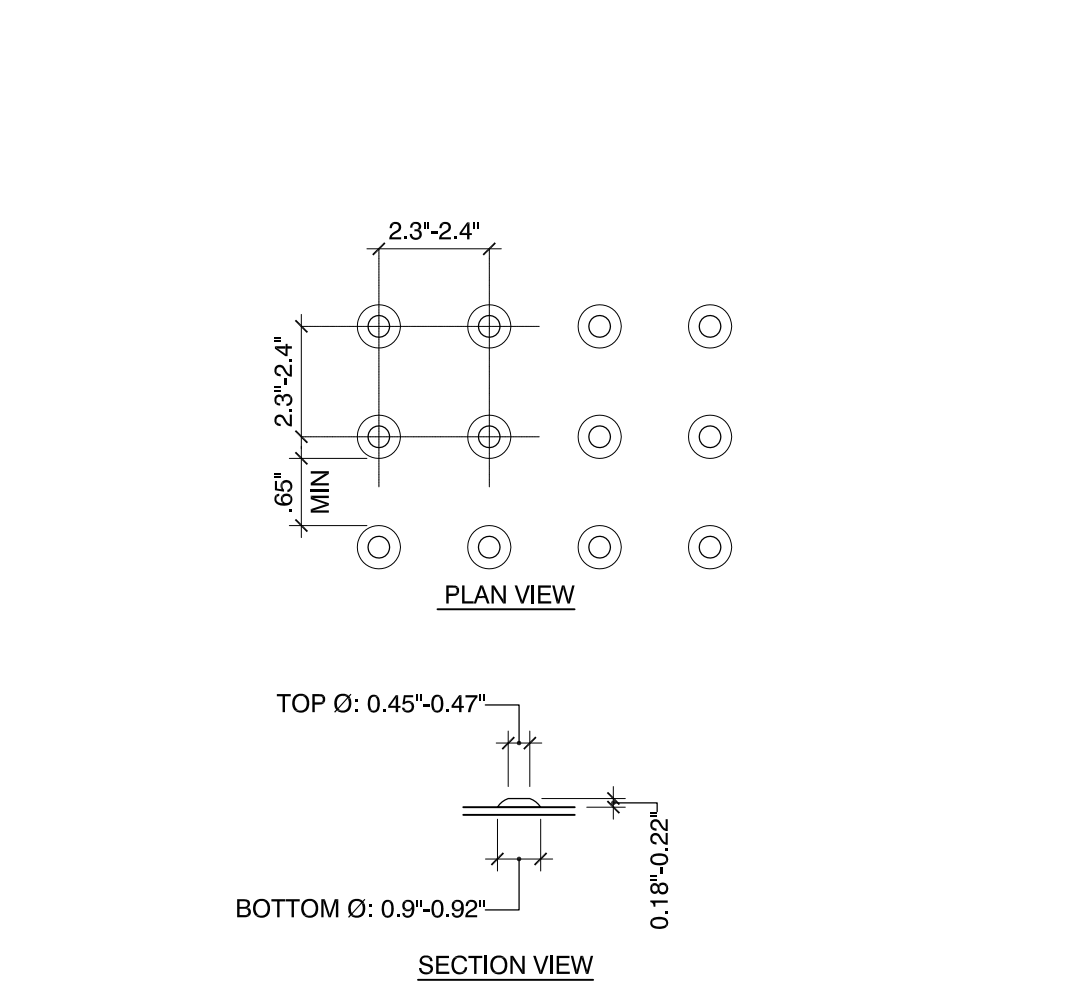 2.3"-2.4"
2.3"-2.4"
.65"
MIN
PLAN VIEW
TOP Ø: 0.45"-0.47"
0.18"-0.22"
BOTTOM Ø: 0.9"-0.92"
SECTION VIEW